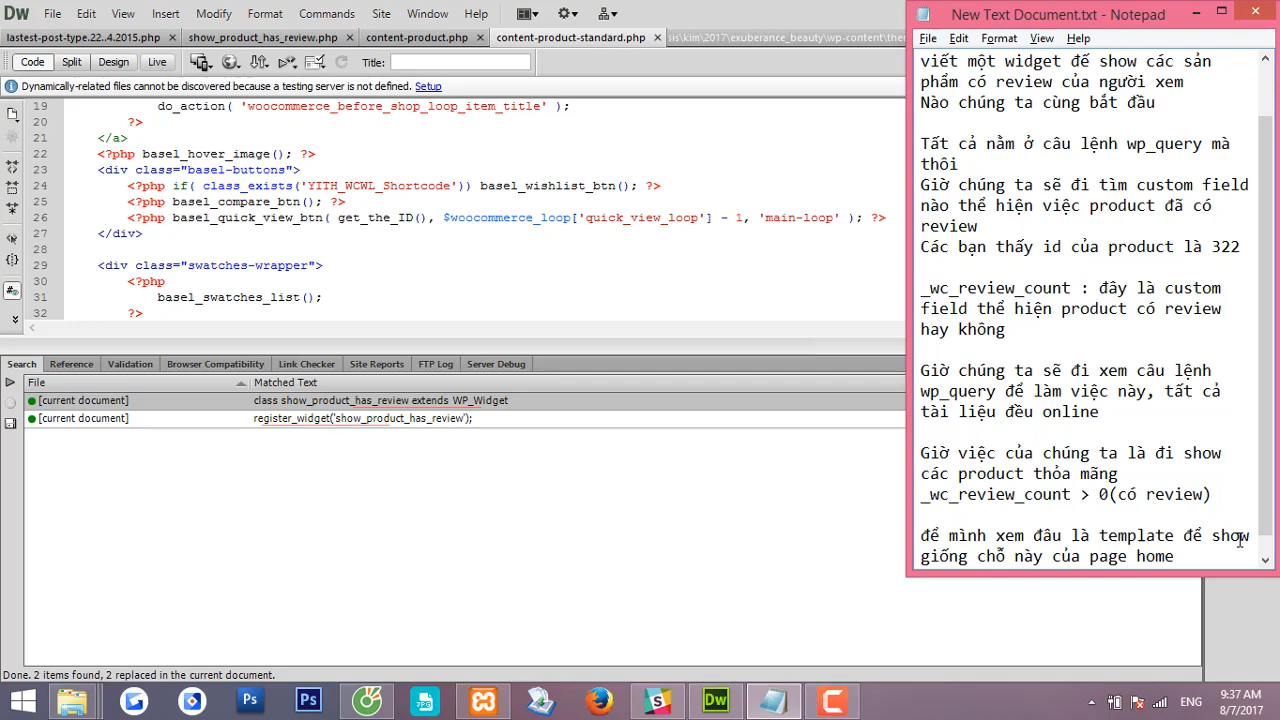 DW File Edit View Insert Modify Format Commands Site Window Help
lastest-post-type.22..4.2015.php × show_product_has_review.php × content-product.php × content-product-standard.php ×
sis\kim\2017\exuberance_beauty\wp-content\the
Code Split Design Live Title:
Dynamically-related files cannot be discovered because a testing server is not defined. Setup
19 do_action( 'woocommerce_before_shop_loop_item_title' );
20 ?>
21 </a>
22 <?php basel_hover_image(); ?>
23 <div class="basel-buttons">
24 <?php if( class_exists('YITH_WCWL_Shortcode')) basel_wishlist_btn(); ?>
25 <?php basel_compare_btn(); ?>
26 <?php basel_quick_view_btn( get_the_ID(), $woocommerce_loop['quick_view_loop'] - 1, 'main-loop' ); ?>
27 </div>
28
29 <div class="swatches-wrapper">
30 <?php
31 basel_swatches_list();
32 ?>
Search Reference Validation Browser Compatibility Link Checker Site Reports FTP Log Server Debug
File Matched Text
[current document] class show_product_has_review extends WP_Widget
[current document] register_widget('show_product_has_review');
Done. 2 items found, 2 replaced in the current document.
New Text Document.txt - Notepad
File Edit Format View Help
viết một widget để show các sản
phẩm có review của người xem
Nào chúng ta cùng bắt đầu
Tất cả nằm ở câu lệnh wp_query mà
thôi
Giờ chúng ta sẽ đi tìm custom field
nào thể hiện việc product đã có
review
Các bạn thấy id của product là 322
_wc_review_count : đây là custom
field thể hiện product có review
hay không
Giờ chúng ta sẽ đi xem câu lệnh
wp_query để làm việc này, tất cả
tài liệu đều online
Giờ việc của chúng ta là đi show
các product thỏa mãng
_wc_review_count > 0(có review)
để mình xem đâu là template để show
giống chỗ này của page home
Ps Ps JPG Dw
ENG
9:37 AM
8/7/2017